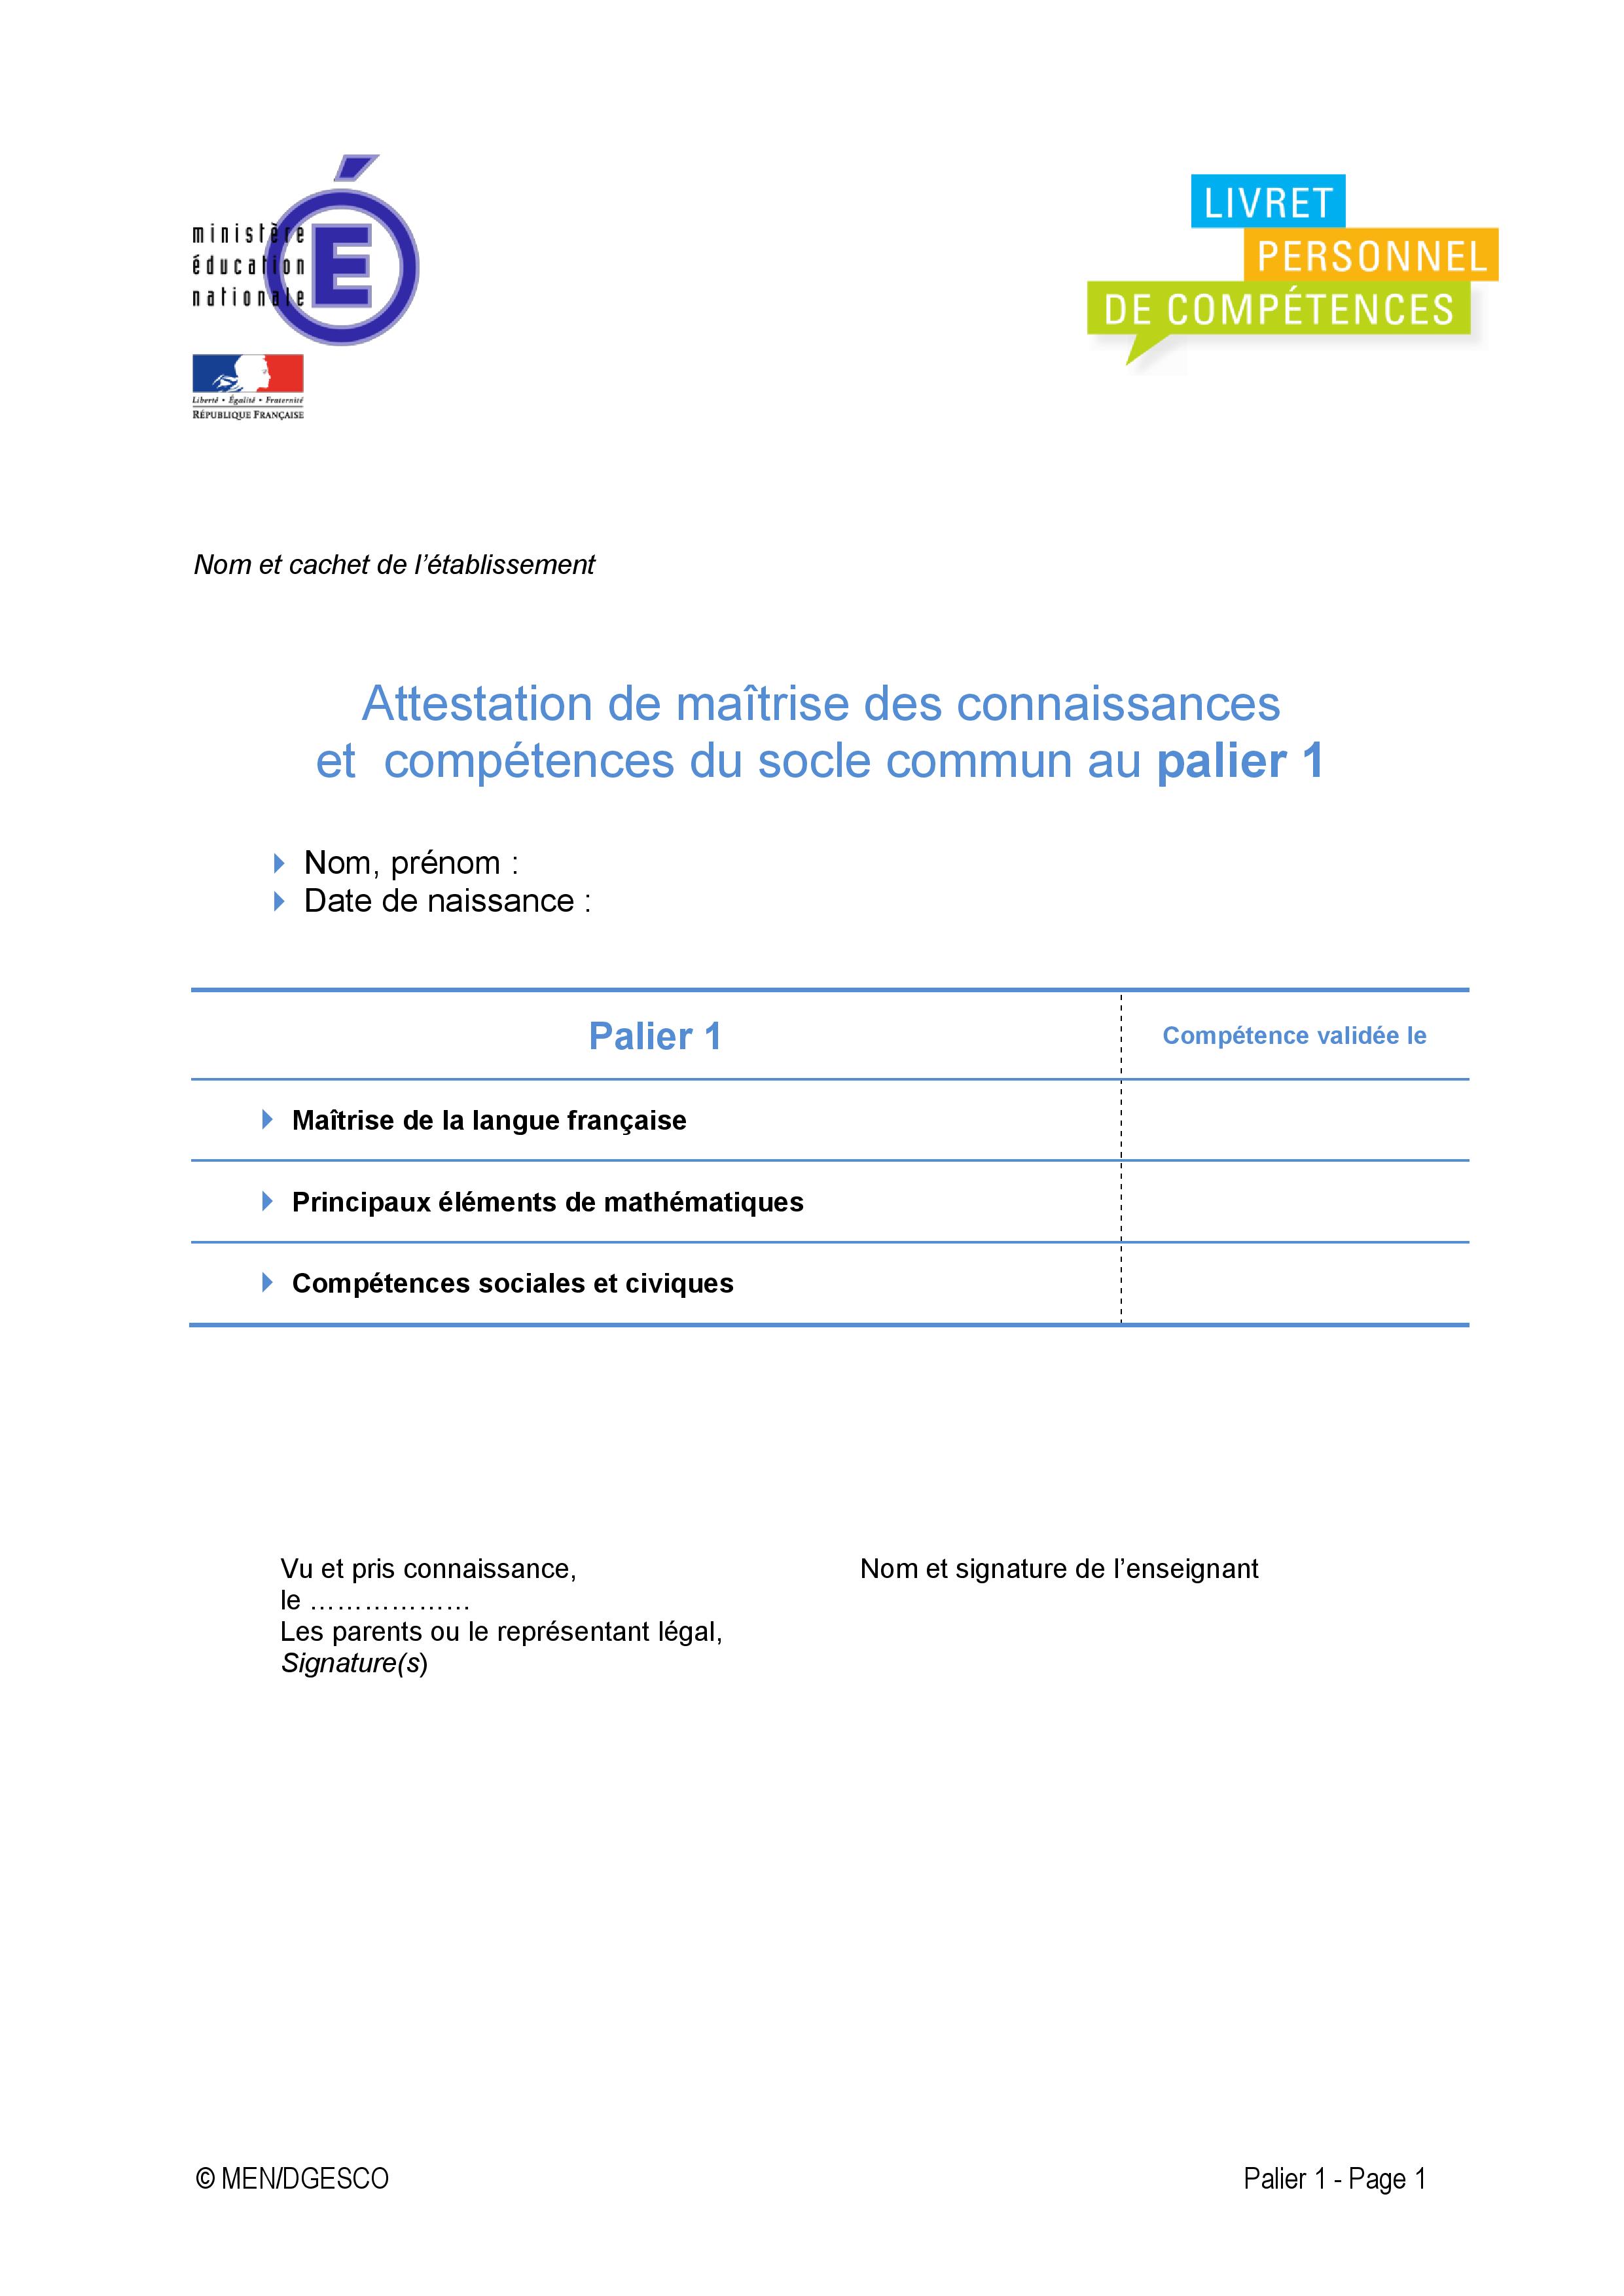 ministère
éducation
nationale
É
Liberté • Égalité • Fraternité
RÉPUBLIQUE FRANÇAISE
LIVRET
PERSONNEL
DE COMPÉTENCES
Nom et cachet de l’établissement
Attestation de maîtrise des connaissances
et compétences du socle commun au palier 1
Nom, prénom :
Date de naissance :
Palier 1 Compétence validée le
Maîtrise de la langue française
Principaux éléments de mathématiques
Compétences sociales et civiques
Vu et pris connaissance,
le ………………
Les parents ou le représentant légal,
Signature(s)
Nom et signature de l’enseignant
© MEN/DGESCO Palier 1 - Page 1